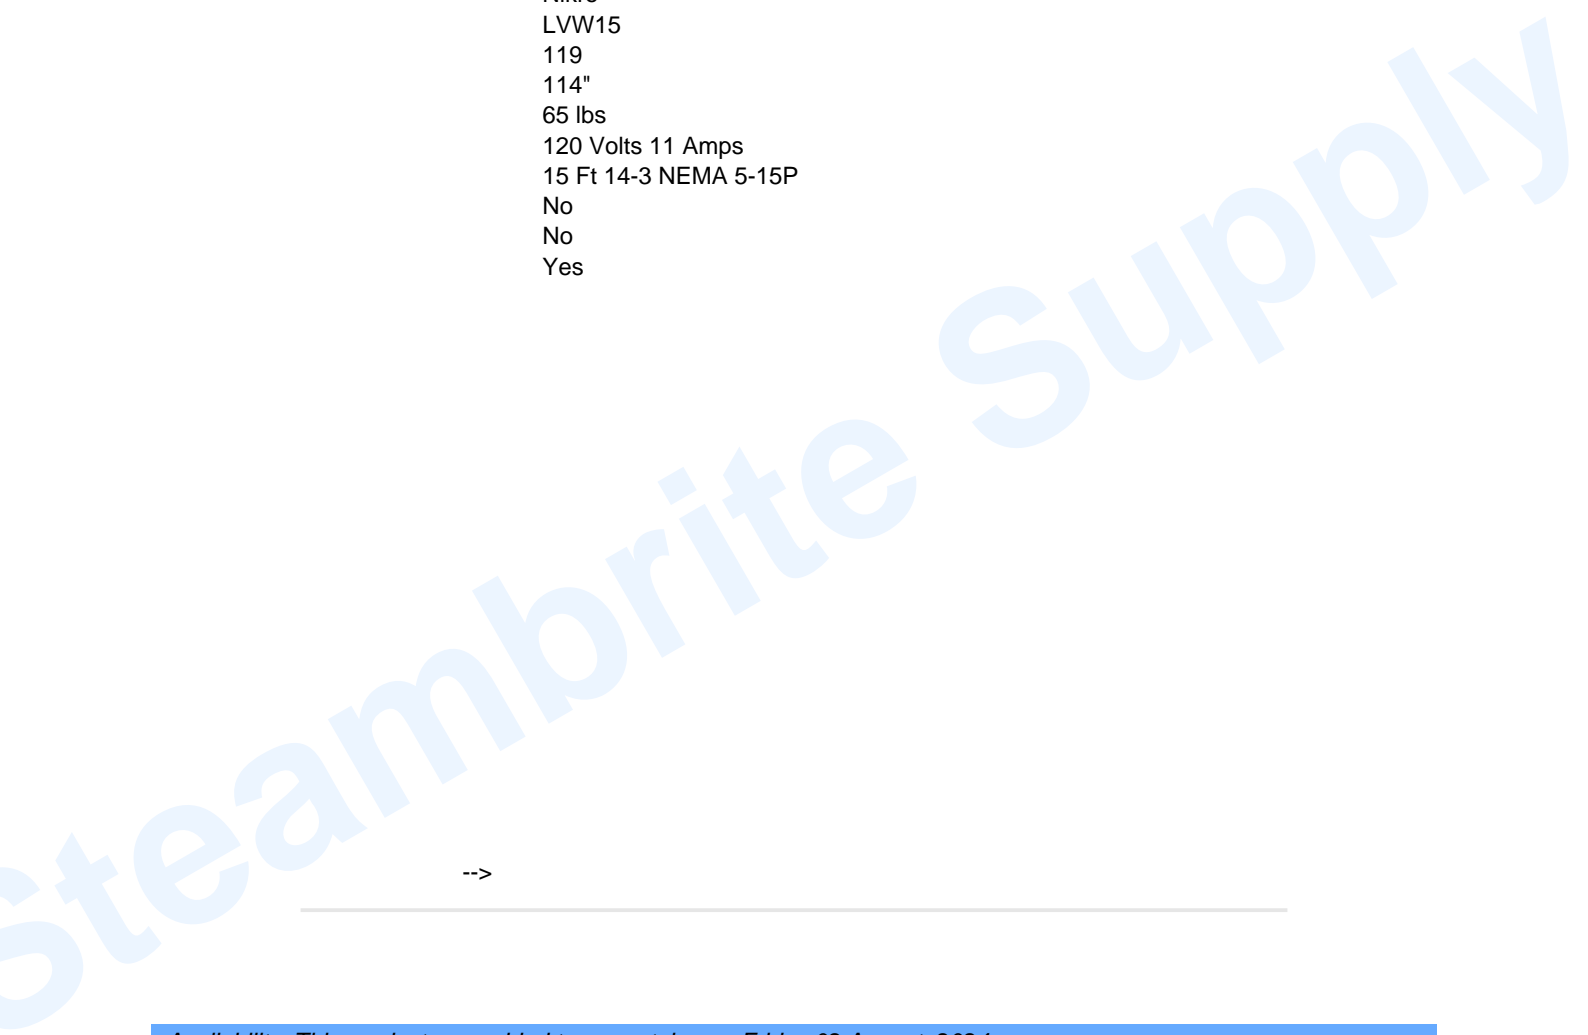 LVW15
119
114"
65 lbs
120 Volts 11 Amps
15 Ft 14-3 NEMA 5-15P
No
No
Yes
Steambrite Supply
-->